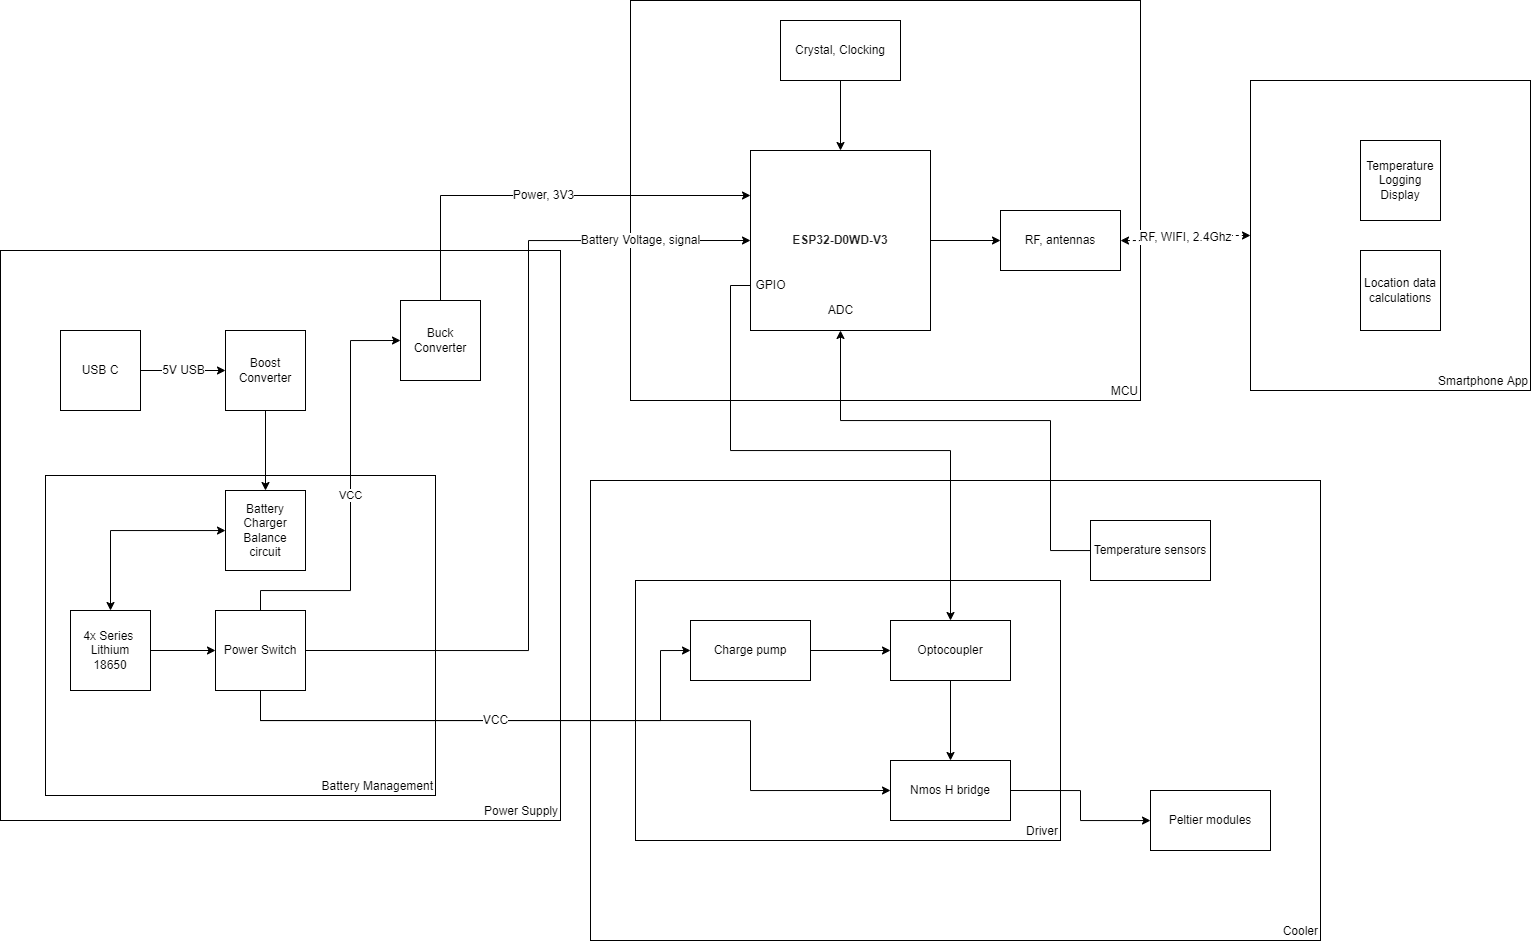 Crystal, Clocking
Power, 3V3
Battery Voltage, signal
ESP32-D0WD-V3
GPIO
ADC
RF, antennas
MCU
RF, WIFI, 2.4Ghz
Temperature
Logging
Display
Location data
calculations
Smartphone App
Buck
Converter
USB C
5V USB
Boost
Converter
VCC
Battery
Charger
Balance
circuit
4x Series
Lithium
18650
Power Switch
Battery Management
Power Supply
VCC
Temperature sensors
Charge pump
Optocoupler
Nmos H bridge
Driver
Peltier modules
Cooler